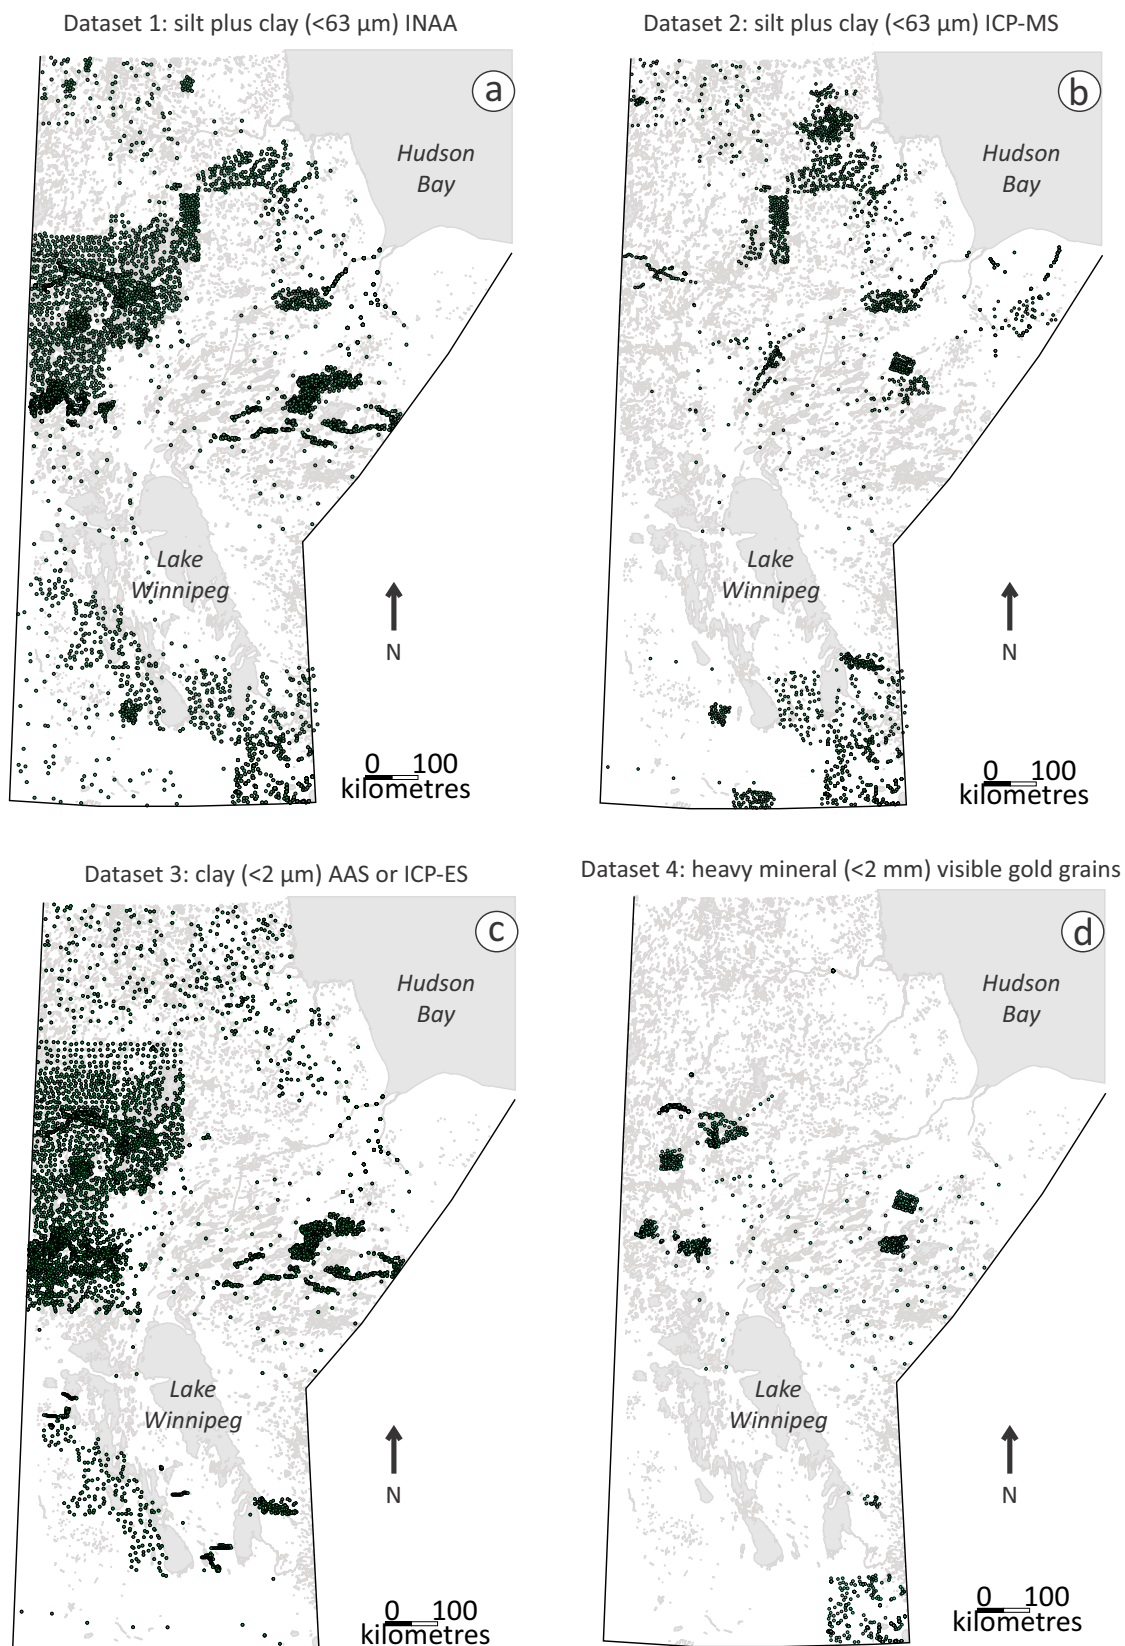 Dataset 1: silt plus clay (<63 µm) INAA
a
Hudson
Bay
Lake
Winnipeg
N
0 100
kilometres
Dataset 2: silt plus clay (<63 µm) ICP-MS
b
Hudson
Bay
Lake
Winnipeg
N
0 100
kilometres
Dataset 3: clay (<2 µm) AAS or ICP-ES
c
Hudson
Bay
Lake
Winnipeg
N
0 100
kilometres
Dataset 4: heavy mineral (<2 mm) visible gold grains
d
Hudson
Bay
Lake
Winnipeg
N
0 100
kilometres